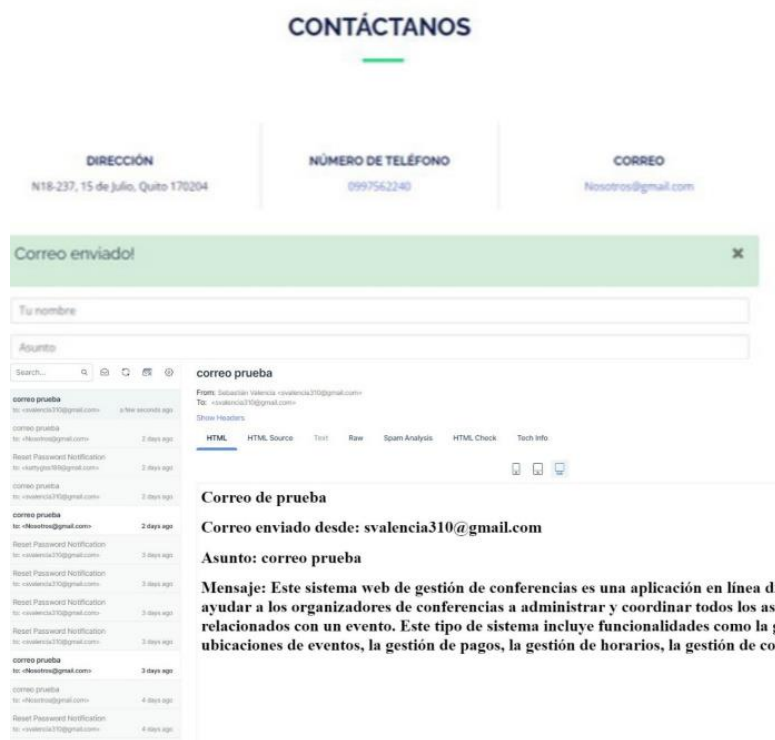 CONTÁCTANOS
DIRECCIÓN
N18-237, 15 de Julio, Quito 170204
NÚMERO DE TELÉFONO
0997562240
CORREO
Nosotros@gmail.com
Correo enviado!
×
Tu nombre
Asunto
Search...
correo prueba
to: <svalencia310@gmail.com> a few seconds ago
correo prueba
to: <Nosotros@gmail.com> 2 days ago
Reset Password Notification
2 days ago
correo prueba
to: <svalencia310@gmail.com> 2 days ago
correo prueba
to: <Nosotros@gmail.com> 2 days ago
Reset Password Notification
to: <svalencia310@gmail.com> 3 days ago
Reset Password Notification
to: <svalencia310@gmail.com> 3 days ago
Reset Password Notification
to: <svalencia310@gmail.com> 3 days ago
Reset Password Notification
to: <svalencia310@gmail.com> 3 days ago
correo prueba
to: <Nosotros@gmail.com> 3 days ago
correo prueba
to: <Nosotros@gmail.com> 4 days ago
Reset Password Notification
to: <svalencia310@gmail.com> 4 days ago
correo prueba
From: Sebastián Valencia <svalencia310@gmail.com>
To: <svalencia310@gmail.com>
Show Headers
HTML HTML Source Text Raw Spam Analysis HTML Check Tech Info
Correo de prueba
Correo enviado desde: svalencia310@gmail.com
Asunto: correo prueba
Mensaje: Este sistema web de gestión de conferencias es una aplicación en línea d
ayudar a los organizadores de conferencias a administrar y coordinar todos los as
relacionados con un evento. Este tipo de sistema incluye funcionalidades como la g
ubicaciones de eventos, la gestión de pagos, la gestión de horarios, la gestión de co